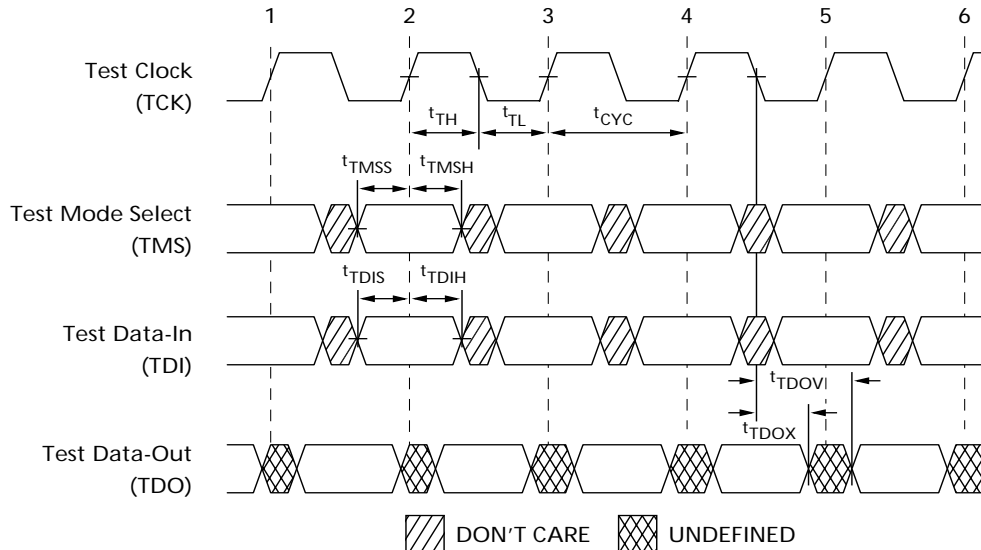 1 2 3 4 5 6
Test Clock
(TCK)
tTH tTL tCYC
tTMSS tTMSH
Test Mode Select
(TMS)
tTDIS tTDIH
Test Data-In
(TDI)
tTDOV
tTDOX
Test Data-Out
(TDO)
DON'T CARE UNDEFINED